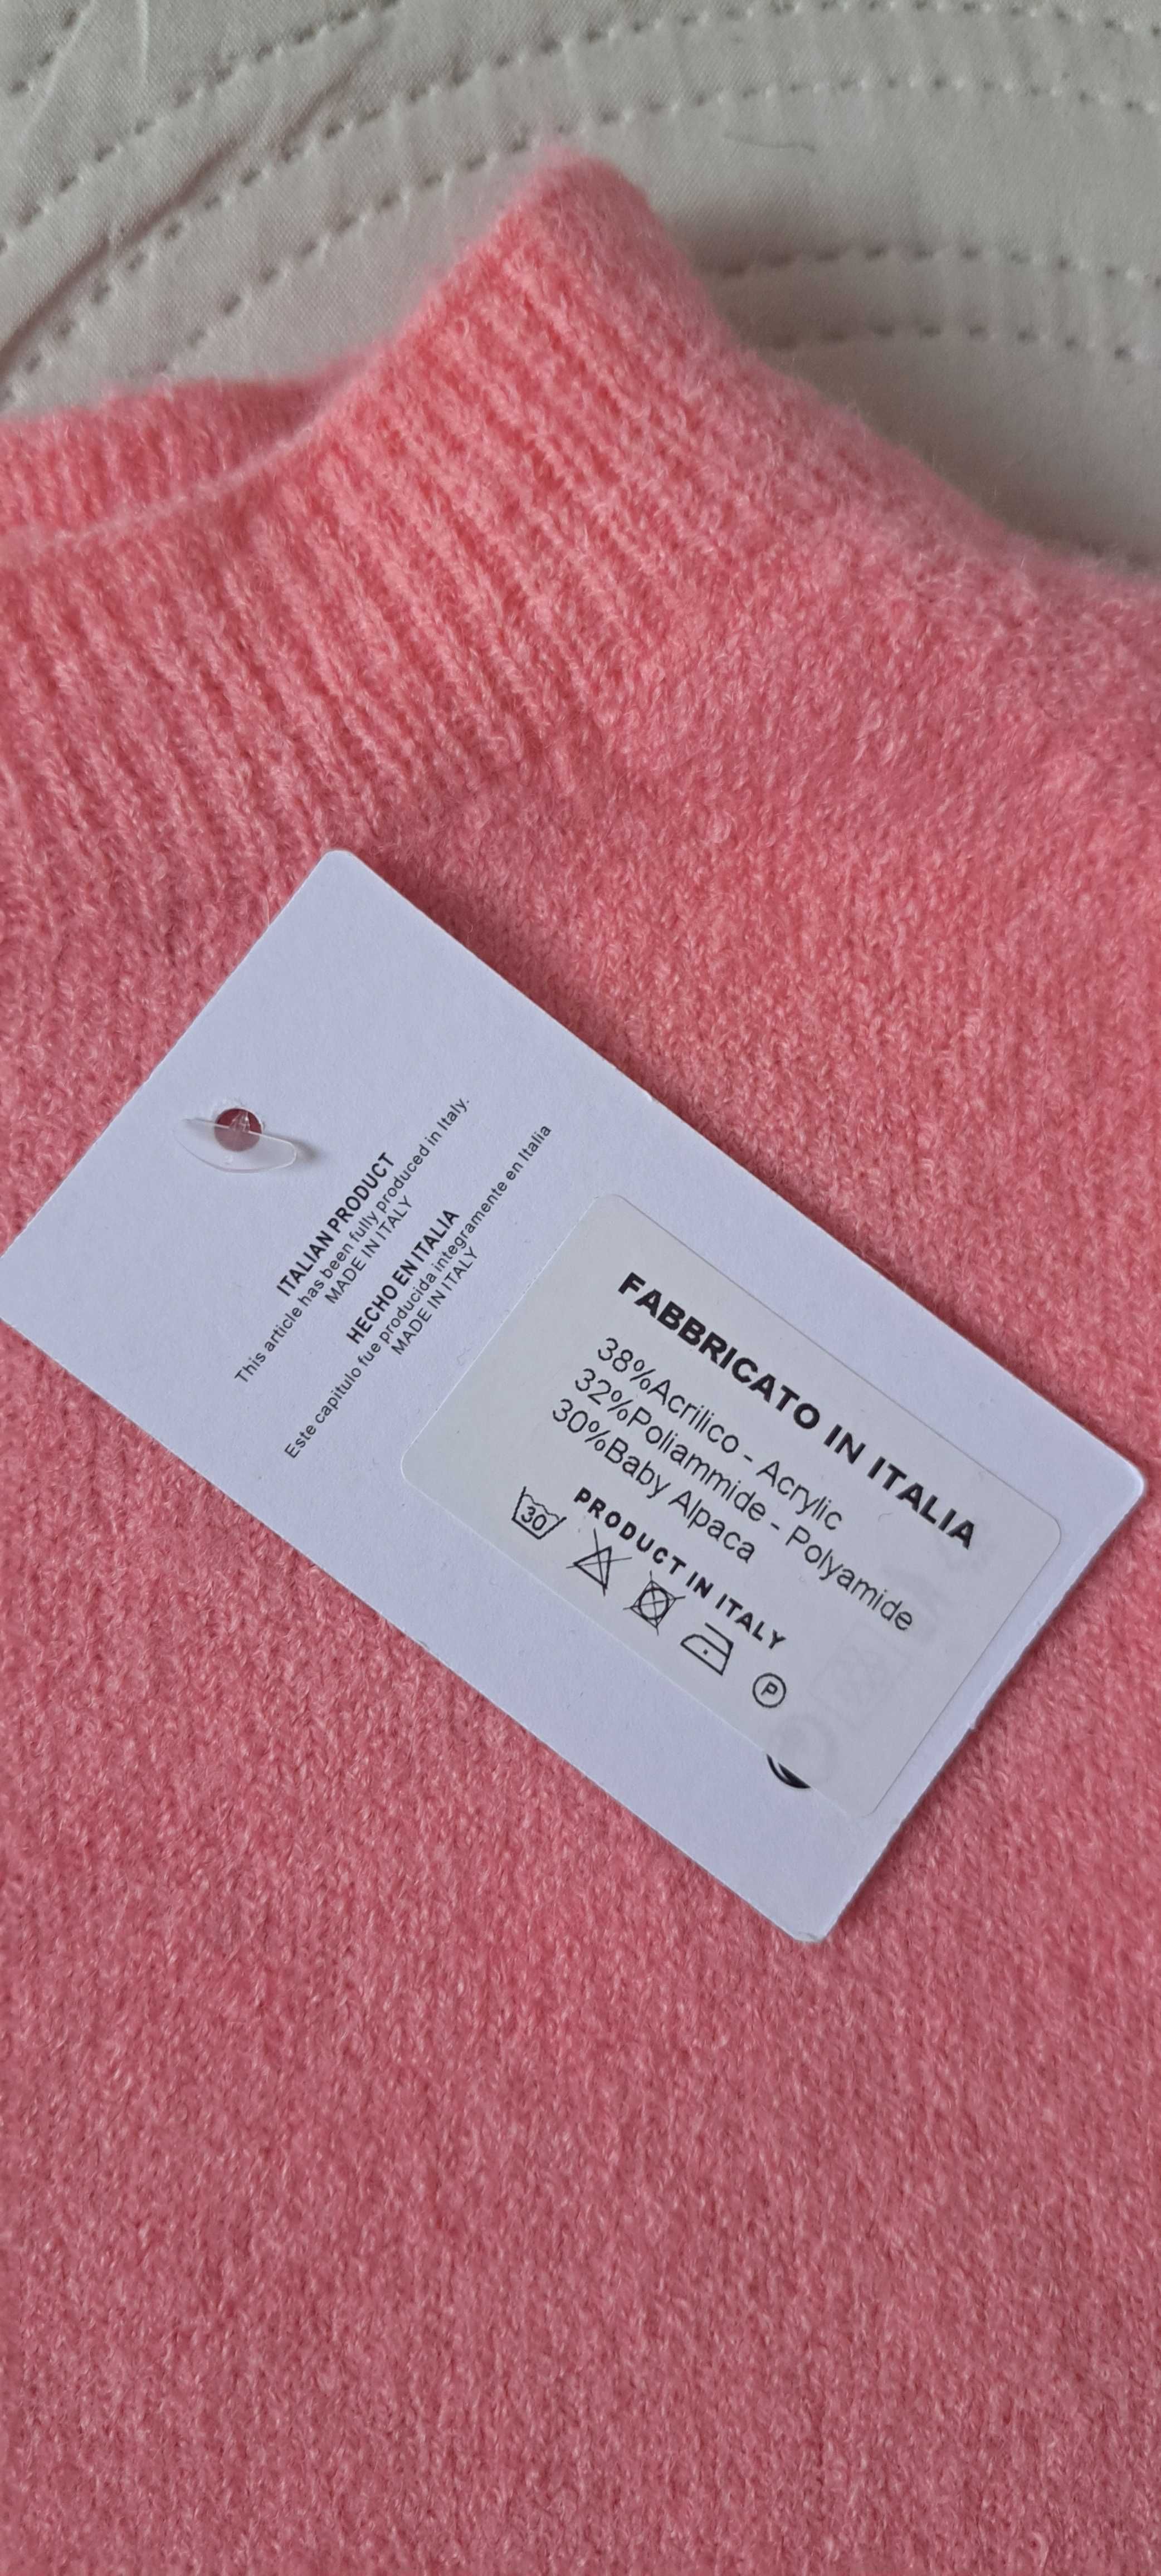 ITALIAN PRODUCT
This article has been fully produced in Italy.
MADE IN ITALY
HECHO EN ITALIA
Este capitulo fue producida integramente en Italia
MADE IN ITALY
FABBRICATO IN ITALIA
38%Acrilico - Acrylic
32%Poliammide - Polyamide
30%Baby Alpaca
PRODUCT IN ITALY
30
P